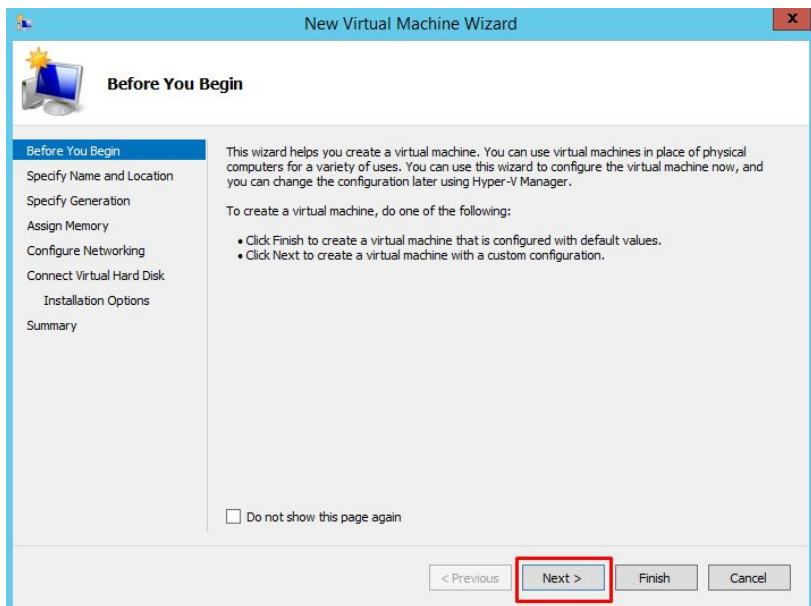 New Virtual Machine Wizard
x
Before You Begin
Before You Begin
Specify Name and Location
Specify Generation
Assign Memory
Configure Networking
Connect Virtual Hard Disk
Installation Options
Summary
This wizard helps you create a virtual machine. You can use virtual machines in place of physical
computers for a variety of uses. You can use this wizard to configure the virtual machine now, and
you can change the configuration later using Hyper-V Manager.
To create a virtual machine, do one of the following:
• Click Finish to create a virtual machine that is configured with default values.
• Click Next to create a virtual machine with a custom configuration.
Do not show this page again
< Previous Next > Finish Cancel